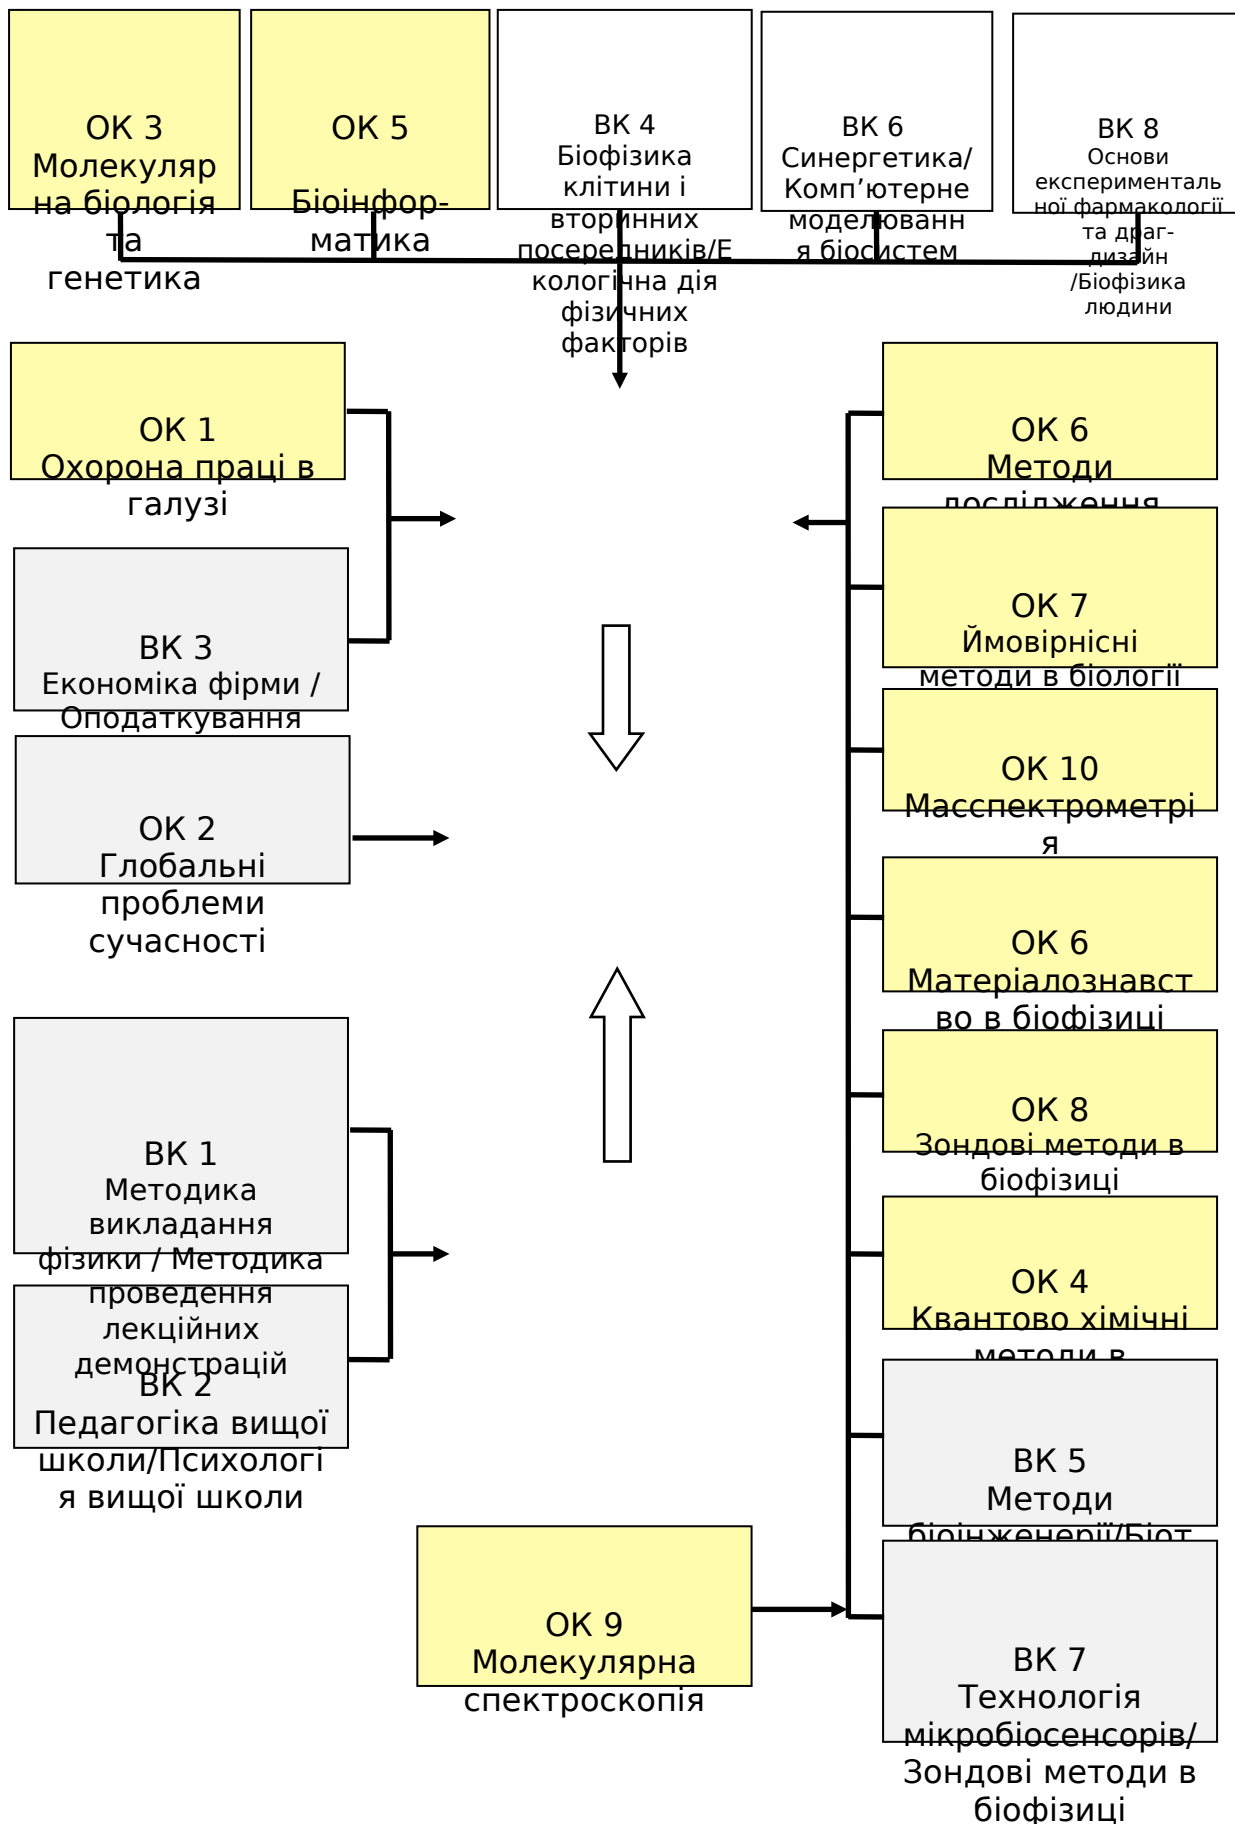 ОК 3
Молекуляр
на біологія
та
генетика
ОК 5
Біоінфор-
матика
ВК 4
Біофізика
клітини і
вторинних
посередників/Е
кологічна дія
фізичних
факторів
ВК 6
Синергетика/
Комп’ютерне
моделюванн
я біосистем
ВК 8
Основи
експерименталь
ної фармакології
та драг-
дизайн
/Біофізика
людини
ОК 1
Охорона праці в
галузі
ВК 3
Економіка фірми /
Оподаткування
ОК 2
Глобальні
проблеми
сучасності
ВК 1
Методика
викладання
фізики / Методика
проведення
лекційних
демонстрацій
ВК 2
Педагогіка вищої
школи/Психологі
я вищої школи
ОК 9
Молекулярна
спектроскопія
ОК 6
Методи
дослідження
ОК 7
Ймовірнісні
методи в біології
ОК 10
Масспектрометрі
я
ОК 6
Матеріалознавст
во в біофізиці
ОК 8
Зондові методи в
біофізиці
ОК 4
Квантово хімічні
методи в
ВК 5
Методи
біоінженерії/Біот
ВК 7
Технологія
мікробіосенсорів/
Зондові методи в
біофізиці